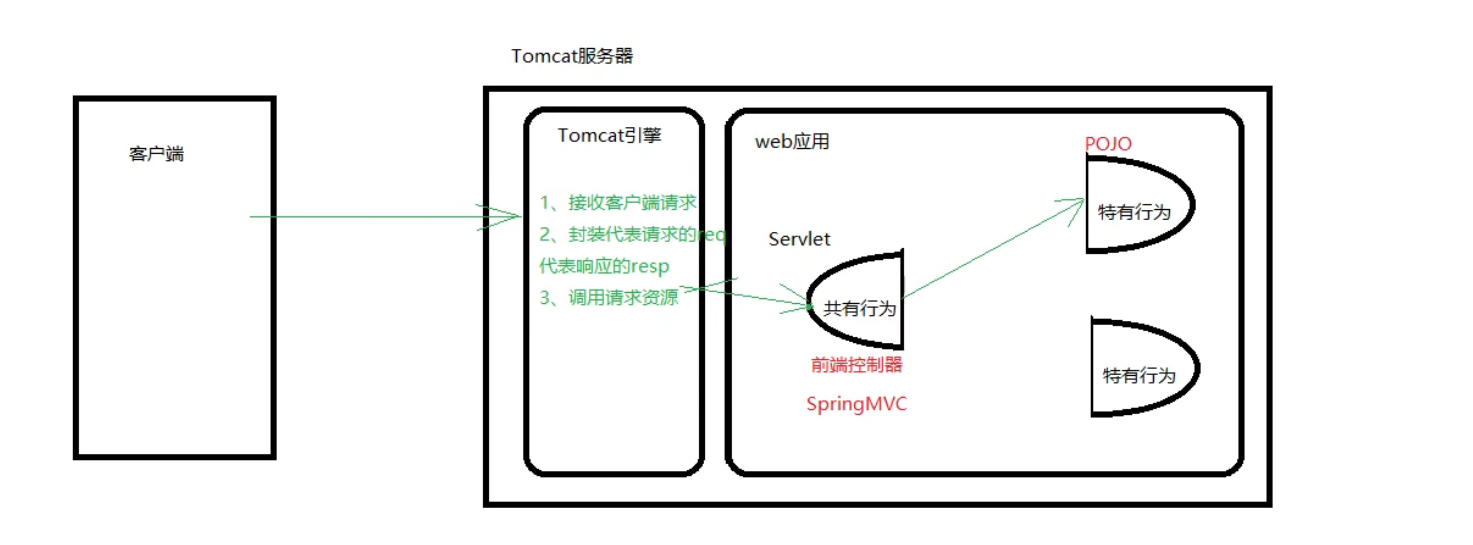 Tomcat服务器
客户端
Tomcat引擎
1、接收客户端请求
2、封装代表请求的req
代表响应的resp
3、调用请求资源
web应用
Servlet
共有行为
前端控制器
SpringMVC
POJO
特有行为
特有行为